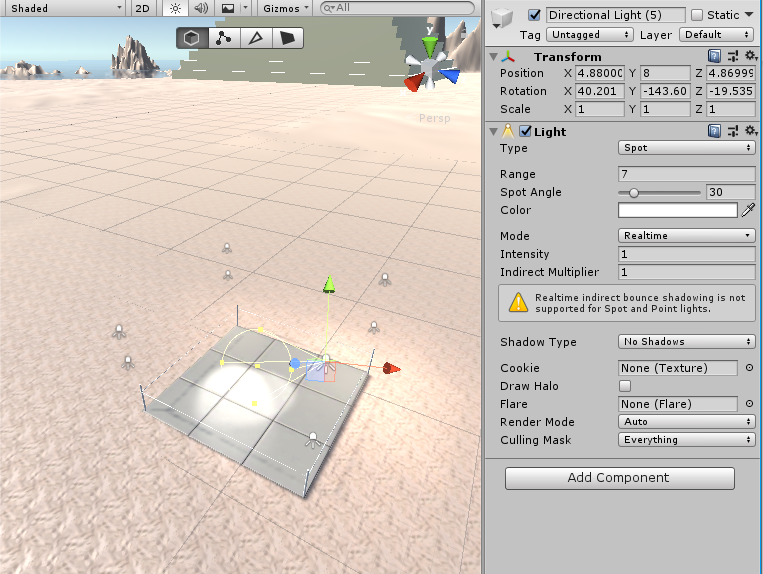 Shaded
2D
Gizmos
All
y
Persp
Directional Light (5)
Static
Tag Untagged Layer Default
Transform
Position X 4.88000 Y 8 Z 4.86999
Rotation X 40.201 Y -143.60 Z -19.535
Scale X 1 Y 1 Z 1
Light
Type Spot
Range 7
Spot Angle 30
Color
Mode Realtime
Intensity 1
Indirect Multiplier 1
Realtime indirect bounce shadowing is not
supported for Spot and Point lights.
Shadow Type No Shadows
Cookie None (Texture)
Draw Halo
Flare None (Flare)
Render Mode Auto
Culling Mask Everything
Add Component